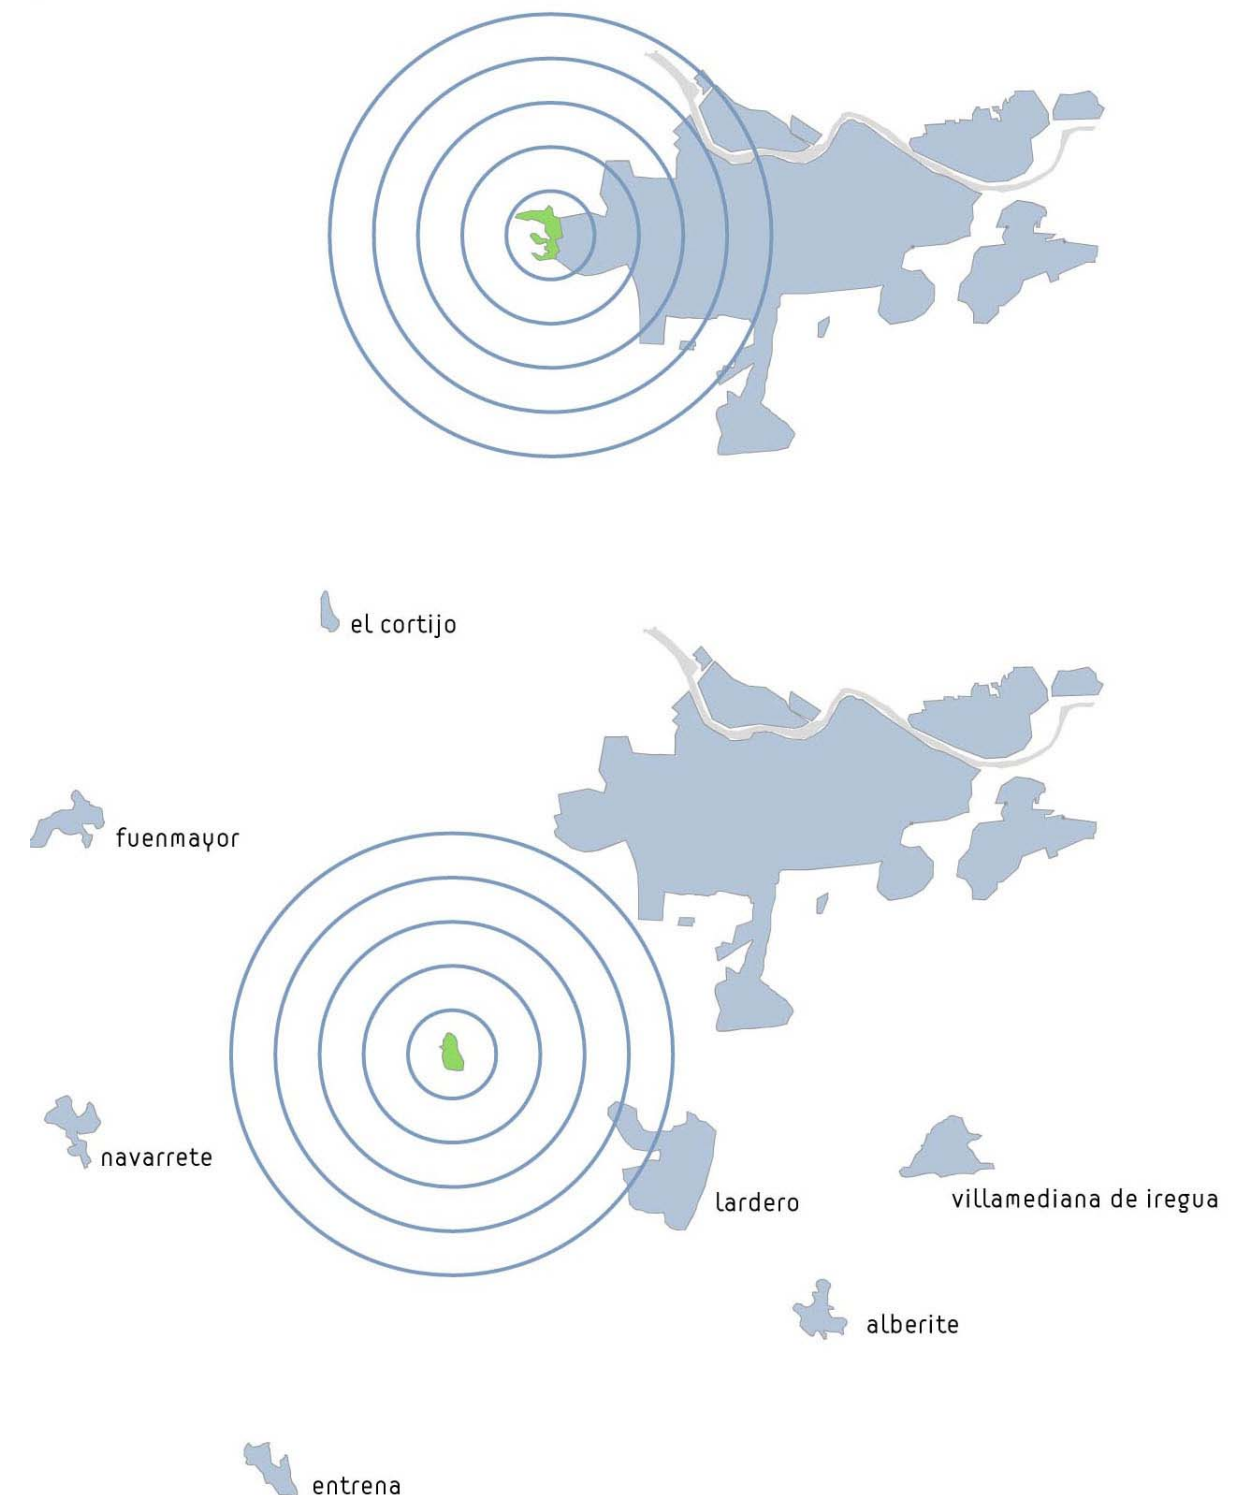 el cortijo
fuenmayor
navarrete
lardero
villamediana de iregua
alberite
entrena